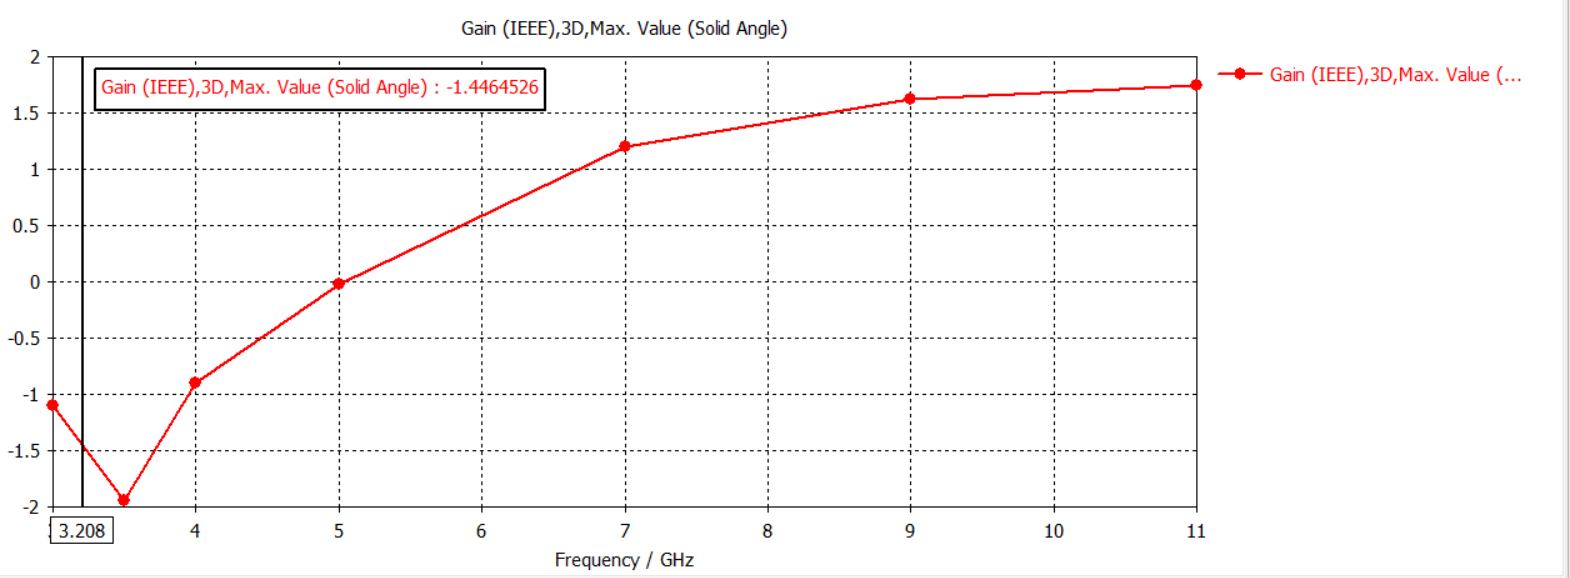 Gain (IEEE),3D,Max. Value (Solid Angle)
Gain (IEEE),3D,Max. Value (Solid Angle) : -1.4464526
Gain (IEEE),3D,Max. Value (...
2
1.5
1
0.5
0
-0.5
-1
-1.5
-2
3.208 4 5 6 7 8 9 10 11
Frequency / GHz